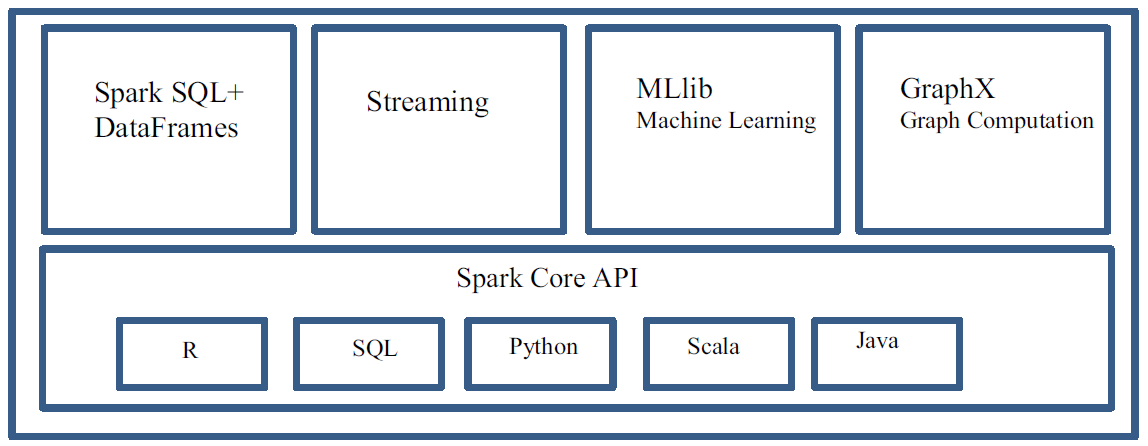 Spark SQL+
DataFrames
Streaming
MLlib
Machine Learning
GraphX
Graph Computation
Spark Core API
R
SQL
Python
Scala
Java